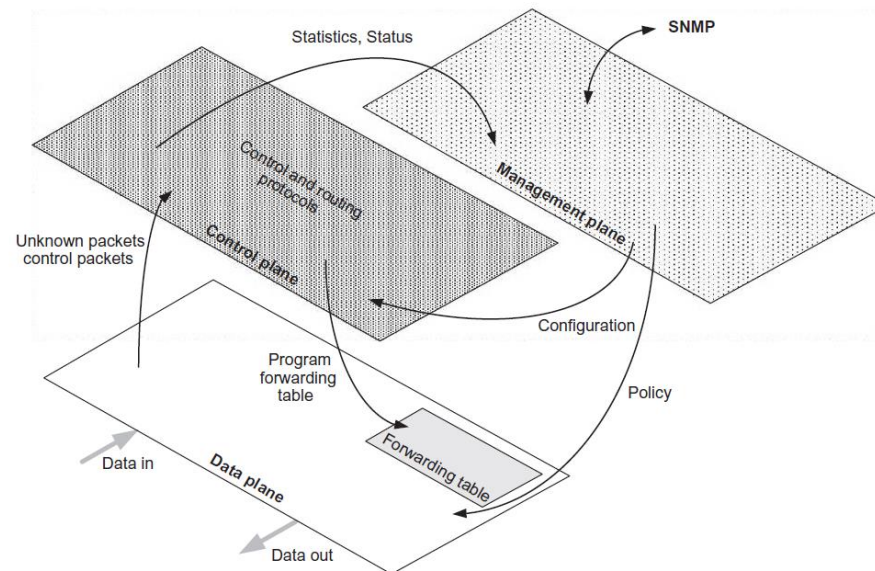 Statistics, Status
SNMP
Control and routing
protocols
Management plane
Unknown packets
control packets
Control plane
Configuration
Program
forwarding
table
Policy
Forwarding table
Data in
Data plane
Data out